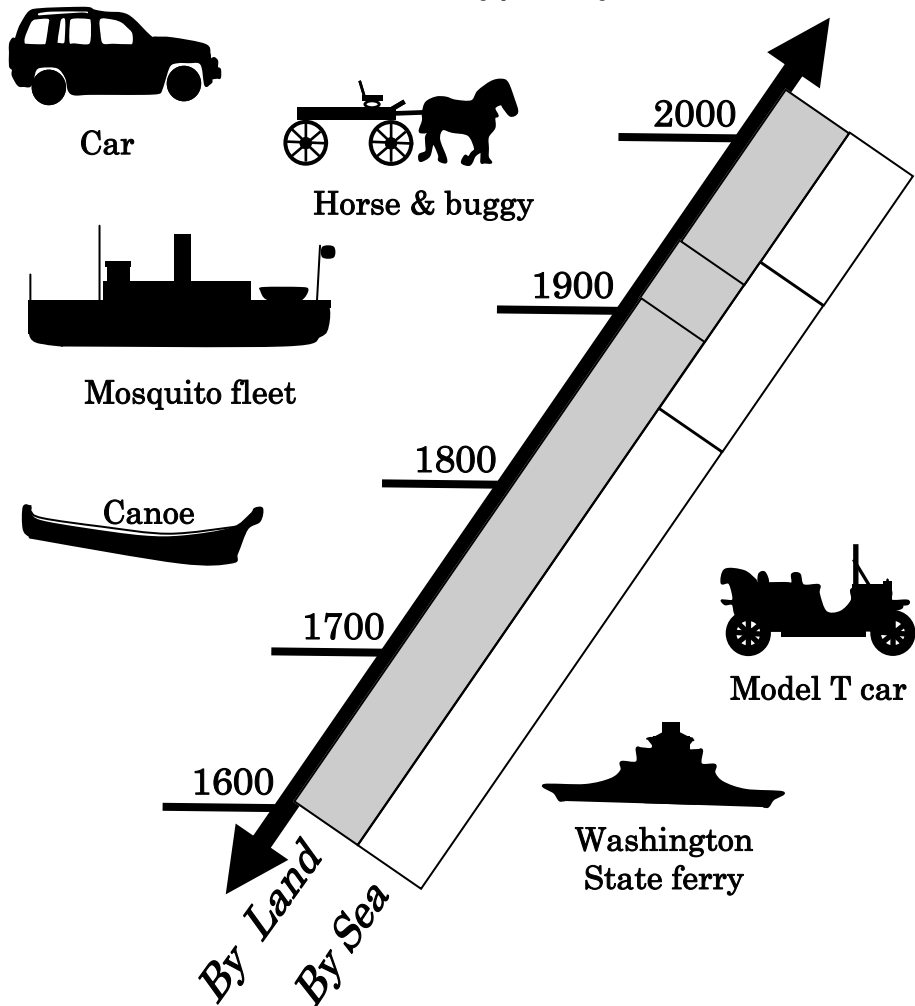 Car
Horse & buggy
2000
1900
Mosquito fleet
1800
Canoe
1700
Model T car
1600
Washington
State ferry
By Land
By Sea